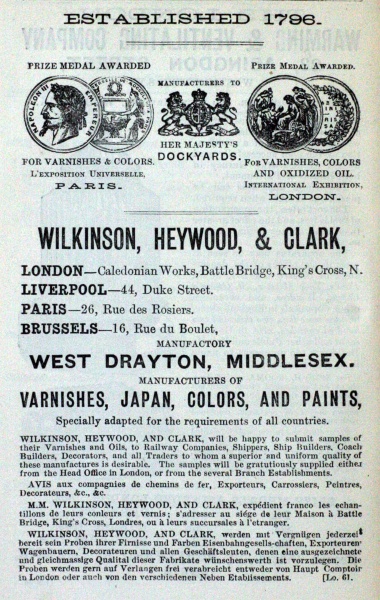 ESTABLISHED 1796.
PRIZE MEDAL AWARDED
FOR VARNISHES & COLORS.
L'EXPOSITION UNIVERSELLE,
PARIS.
MANUFACTURERS TO
HER MAJESTY'S
DOCKYARDS.
PRIZE MEDAL AWARDED.
FOR VARNISHES, COLORS
AND OXIDIZED OIL.
INTERNATIONAL EXHIBITION,
LONDON.
NAPOLEON III
EMPEREUR
WILKINSON, HEYWOOD, & CLARK,
LONDON—Caledonian Works, Battle Bridge, King's Cross, N.
LIVERPOOL—44, Duke Street.
PARIS—26, Rue des Rosiers.
BRUSSELS—16, Rue du Boulet,
MANUFACTORY
WEST DRAYTON, MIDDLESEX.
MANUFACTURERS OF
VARNISHES, JAPAN, COLORS, AND PAINTS,
Specially adapted for the requirements of all countries.
WILKINSON, HEYWOOD, AND CLARK, will be happy to submit samples of
their Varnishes and Oils, to Railway Companies, Shippers, Ship Builders, Coach
Builders, Decorators, and all Traders to whom a superior and uniform quality of
these manufactures is desirable. The samples will be gratuitously supplied either
from the Head Office in London, or from the several Branch Establishments.
AVIS aux compagnies de chemins de fer, Exporteurs, Carrossiers, Peintres,
Decorateurs, &c., &c.
M.M. WILKINSON, HEYWOOD, AND CLARK, expédient franco les echan-
tillons de leurs couleurs et vernis; s'adresser au siége de leur Maison à Battle
Bridge, King's Cross, Londres, ou à leurs succursales à l'etranger.
WILKINSON, HEYWOOD, AND CLARK, werden mit Vergnügen jederzeit
bereit sein Proben ihrer Firnisse und Farben Eisenbahngesells-chaften, Exporteuren
Wagenbauern, Decorateuren und allen Geschäftsleuten, denen eine ausgezeichnete
und gleichmassige Qualital dieser Fabrikate wünschenswerth ist vorzulegen. Die
Proben werden gern auf Verlangen frei verabreicht entweder von Haupt Comptoir
in London oder auch von den verschiedenen Neben Etablissements. [Lo. 61.